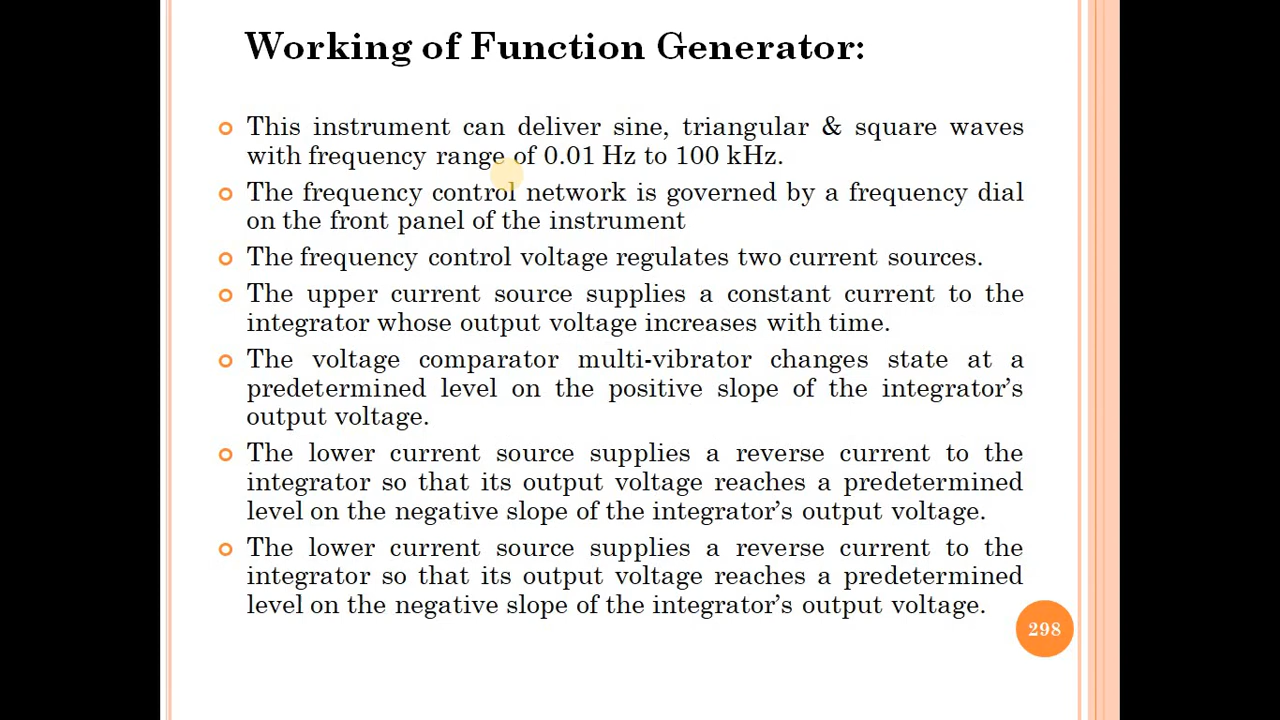 Working of Function Generator:
This instrument can deliver sine, triangular & square waves
with frequency range of 0.01 Hz to 100 kHz.
The frequency control network is governed by a frequency dial
on the front panel of the instrument
The frequency control voltage regulates two current sources.
The upper current source supplies a constant current to the
integrator whose output voltage increases with time.
The voltage comparator multi-vibrator changes state at a
predetermined level on the positive slope of the integrator’s
output voltage.
The lower current source supplies a reverse current to the
integrator so that its output voltage reaches a predetermined
level on the negative slope of the integrator’s output voltage.
The lower current source supplies a reverse current to the
integrator so that its output voltage reaches a predetermined
level on the negative slope of the integrator’s output voltage.
298